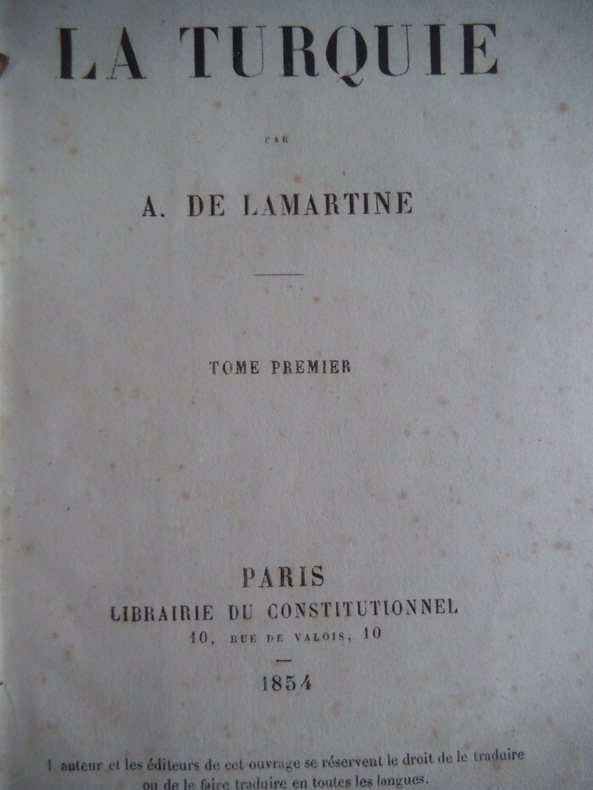 LA TURQUIE
PAR
A. DE LAMARTINE
TOME PREMIER
PARIS
LIBRAIRIE DU CONSTITUTIONNEL
10, RUE DE VALOIS, 10
1854
L auteur et les éditeurs de cet ouvrage se réservent le droit de le traduire
ou de le faire traduire en toutes les langues.